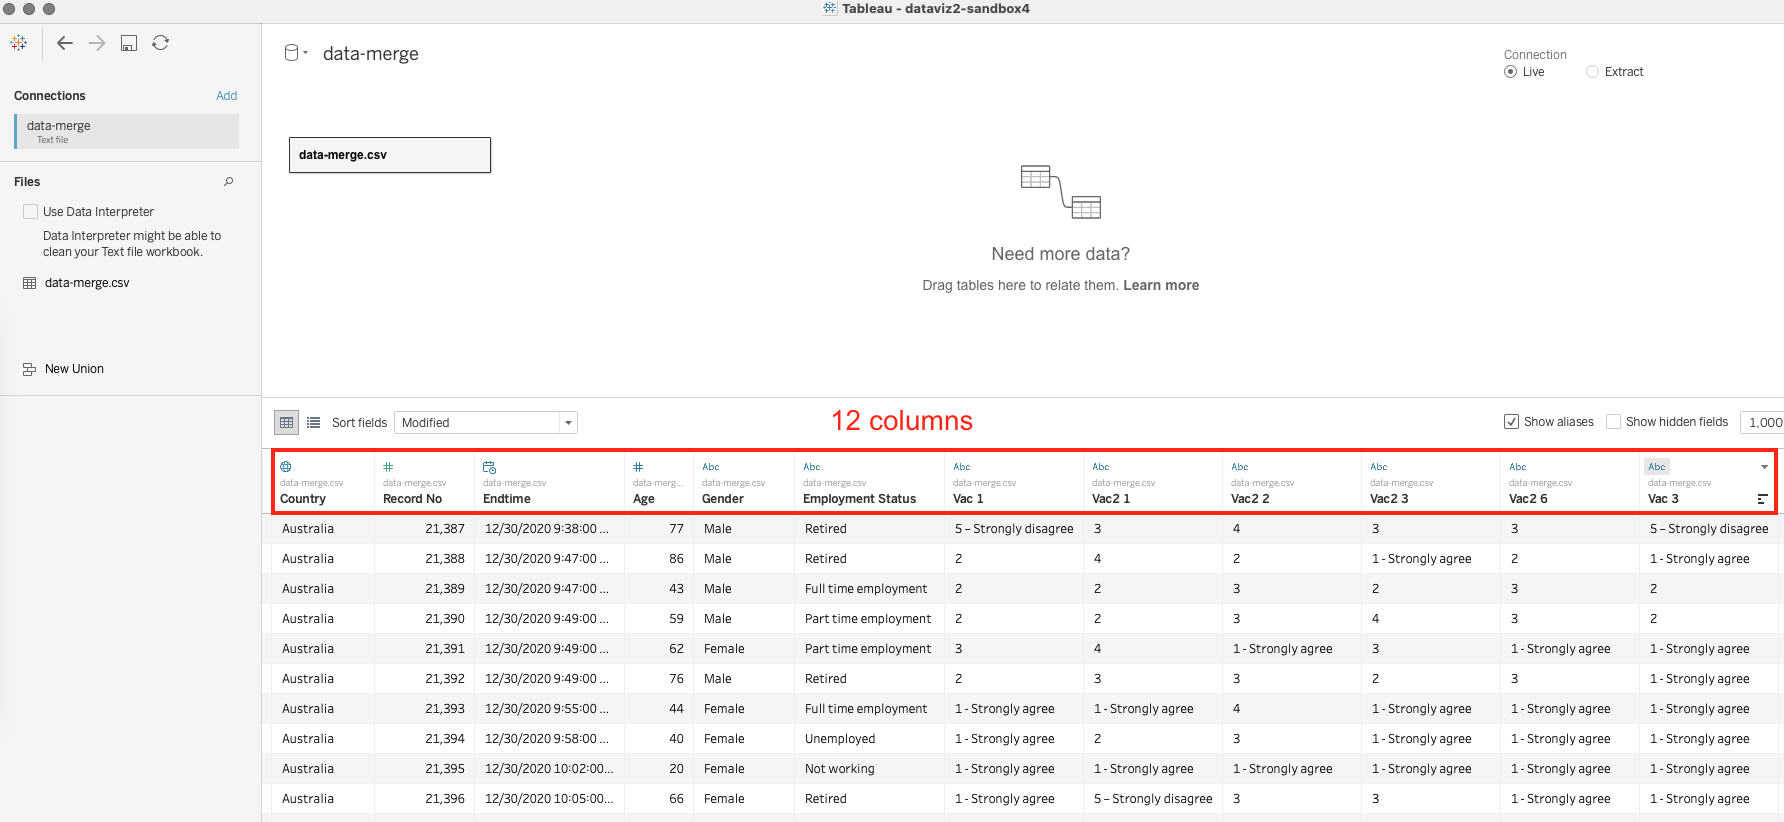 Tableau - dataviz2-sandbox4
data-merge
Connection
Live Extract
Connections Add
data-merge
Text file
data-merge.csv
Files
Use Data Interpreter
Data Interpreter might be able to
clean your Text file workbook.
data-merge.csv
New Union
Need more data?
Drag tables here to relate them. Learn more
Sort fields Modified
12 columns
Show aliases Show hidden fields 1,000
# # Abc Abc Abc Abc Abc Abc Abc Abc
data-merge.csv data-merge.csv data-merge.csv data-merg... data-merge.csv data-merge.csv data-merge.csv data-merge.csv data-merge.csv data-merge.csv data-merge.csv data-merge.csv
Country Record No Endtime Age Gender Employment Status Vac 1 Vac2 1 Vac2 2 Vac2 3 Vac2 6 Vac 3
Australia 21,387 12/30/2020 9:38:00 ... 77 Male Retired 5 – Strongly disagree 3 4 3 3 5 – Strongly disagree
Australia 21,388 12/30/2020 9:47:00 ... 86 Male Retired 2 4 2 1 - Strongly agree 2 1 - Strongly agree
Australia 21,389 12/30/2020 9:47:00 ... 43 Male Full time employment 2 2 3 2 3 2
Australia 21,390 12/30/2020 9:49:00 ... 59 Male Part time employment 2 2 3 4 3 2
Australia 21,391 12/30/2020 9:49:00 ... 62 Female Part time employment 3 4 1 - Strongly agree 3 1 - Strongly agree 1 - Strongly agree
Australia 21,392 12/30/2020 9:49:00 ... 76 Male Retired 2 3 3 2 3 1 - Strongly agree
Australia 21,393 12/30/2020 9:55:00 ... 44 Female Full time employment 1 - Strongly agree 1 - Strongly agree 4 1 - Strongly agree 1 - Strongly agree 1 - Strongly agree
Australia 21,394 12/30/2020 9:58:00 ... 40 Female Unemployed 1 - Strongly agree 2 3 1 - Strongly agree 1 - Strongly agree 1 - Strongly agree
Australia 21,395 12/30/2020 10:02:00... 20 Female Not working 1 - Strongly agree 1 - Strongly agree 1 - Strongly agree 1 - Strongly agree 1 - Strongly agree 1 - Strongly agree
Australia 21,396 12/30/2020 10:05:00... 66 Female Retired 1 - Strongly agree 5 – Strongly disagree 3 3 1 - Strongly agree 1 - Strongly agree